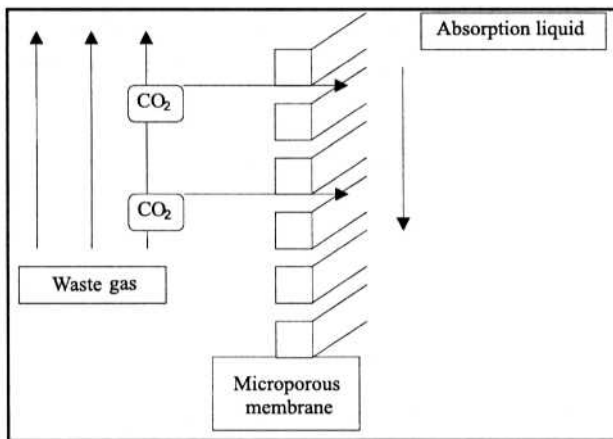 Absorption liquid
CO₂
CO₂
Waste gas
Microporous
membrane